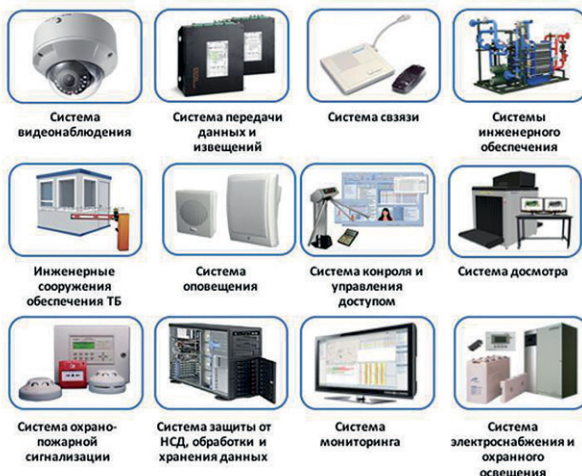 Система
видеонаблюдения
Система передачи
данных и
извещений
Система свзязи
Системы
инженерного
обеспечения
Инженерные
сооружения
обеспечения ТБ
Система
оповещения
Система конроля и
управления
доступом
Система досмотра
Система охрано-
пожарной
сигнализации
Система защиты от
НСД, обработки и
хранения данных
Система
мониторинга
Система
электроснабжения и
охранного
освещения